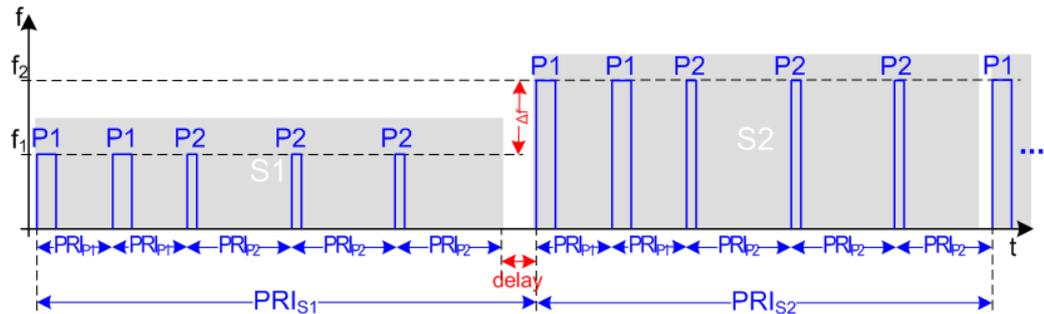 f
f₂
P1 P1 P2 P2 P2 P1
Δf
f₁
P1 P1 P2 P2 P2
S1
S2
...
PRIP1 PRIP1 PRIP2 PRIP2 PRIP2 PRIP1 PRIP1 PRIP2 PRIP2 PRIP2 t
delay
PRIS1 PRIS2